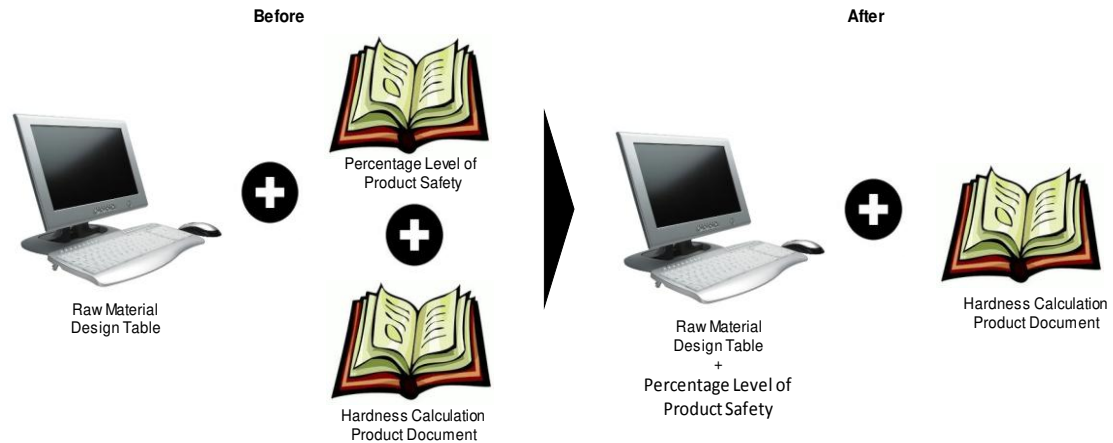 Before
After
Percentage Level of
Product Safety
Raw Material
Design Table
Hardness Calculation
Product Document
Raw Material
Design Table
+
Percentage Level of
Product Safety
Hardness Calculation
Product Document